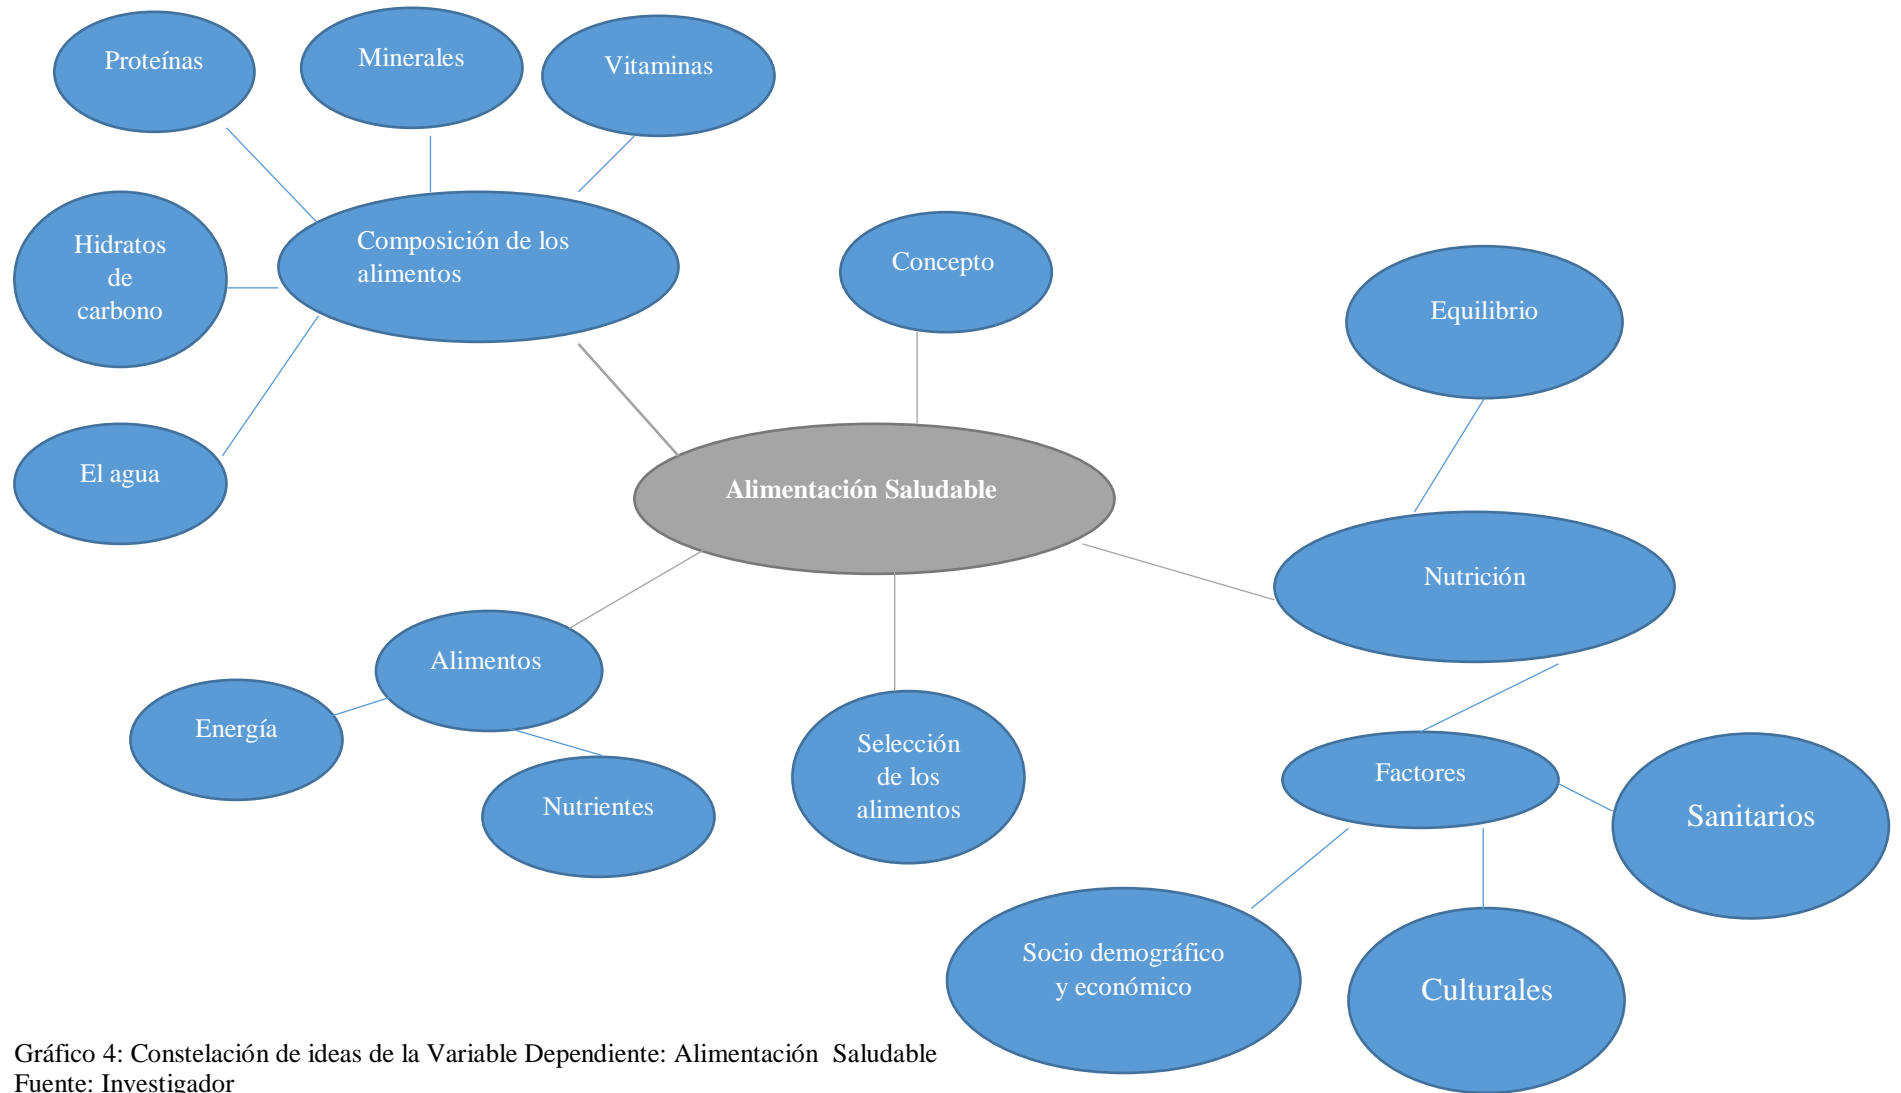 Proteínas
Minerales
Vitaminas
Hidratos
de
carbono
Composición de los
alimentos
Concepto
Equilibrio
El agua
Alimentación Saludable
Nutrición
Alimentos
Energía
Nutrientes
Selección
de los
alimentos
Factores
Sanitarios
Socio demográfico
y económico
Culturales
Gráfico 4: Constelación de ideas de la Variable Dependiente: Alimentación  Saludable
Fuente: Investigador